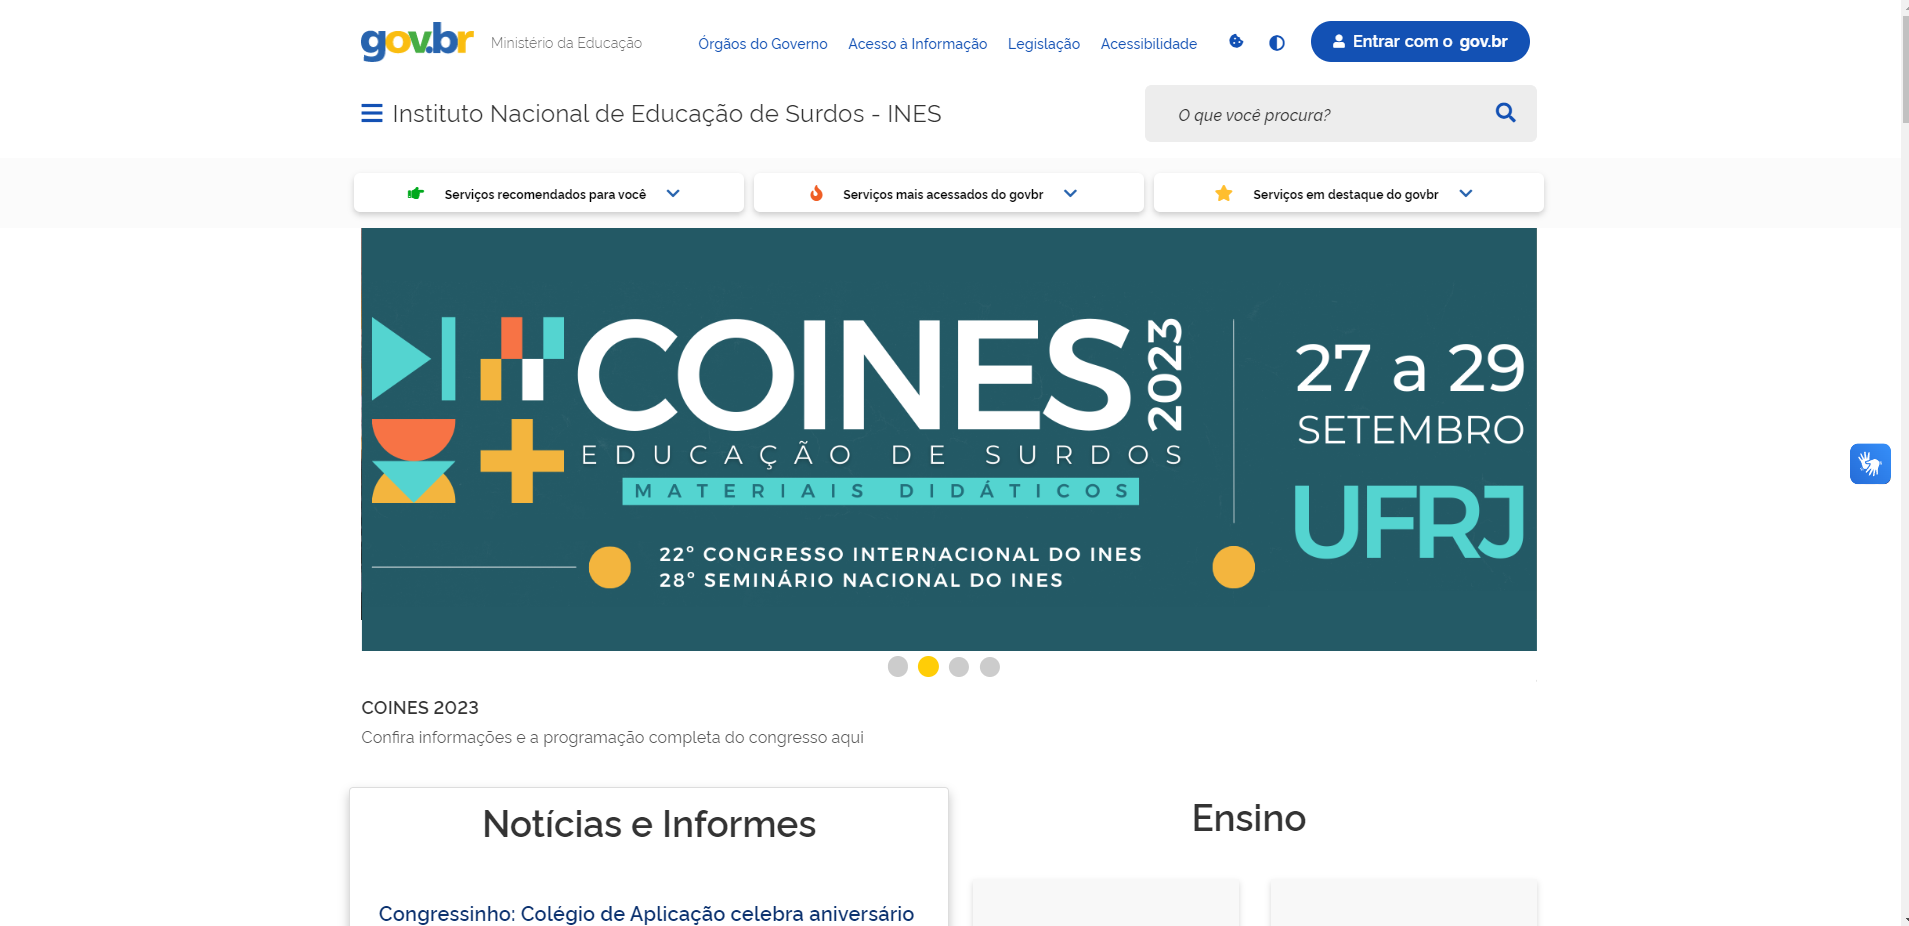 gov.br
Ministério da Educação
Órgãos do Governo
Acesso à Informação
Legislação
Acessibilidade
Entrar com o gov.br
Instituto Nacional de Educação de Surdos - INES
O que você procura?
Serviços recomendados para você
Serviços mais acessados do govbr
Serviços em destaque do govbr
COINES 2023
EDUCAÇÃO DE SURDOS
MATERIAIS DIDÁTICOS
22º CONGRESSO INTERNACIONAL DO INES
28º SEMINÁRIO NACIONAL DO INES
27 a 29
SETEMBRO
UFRJ
COINES 2023
Confira informações e a programação completa do congresso aqui
Notícias e Informes
Congressinho: Colégio de Aplicação celebra aniversário
Ensino